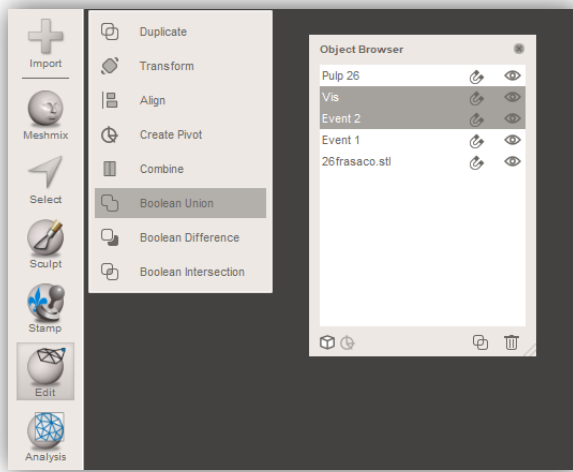 Import
Meshmix
Select
Sculpt
Stamp
Edit
Analysis
Duplicate
Transform
Align
Create Pivot
Combine
Boolean Union
Boolean Difference
Boolean Intersection
Object Browser
Pulp 26
Vis
Event 2
Event 1
26frasaco.stl